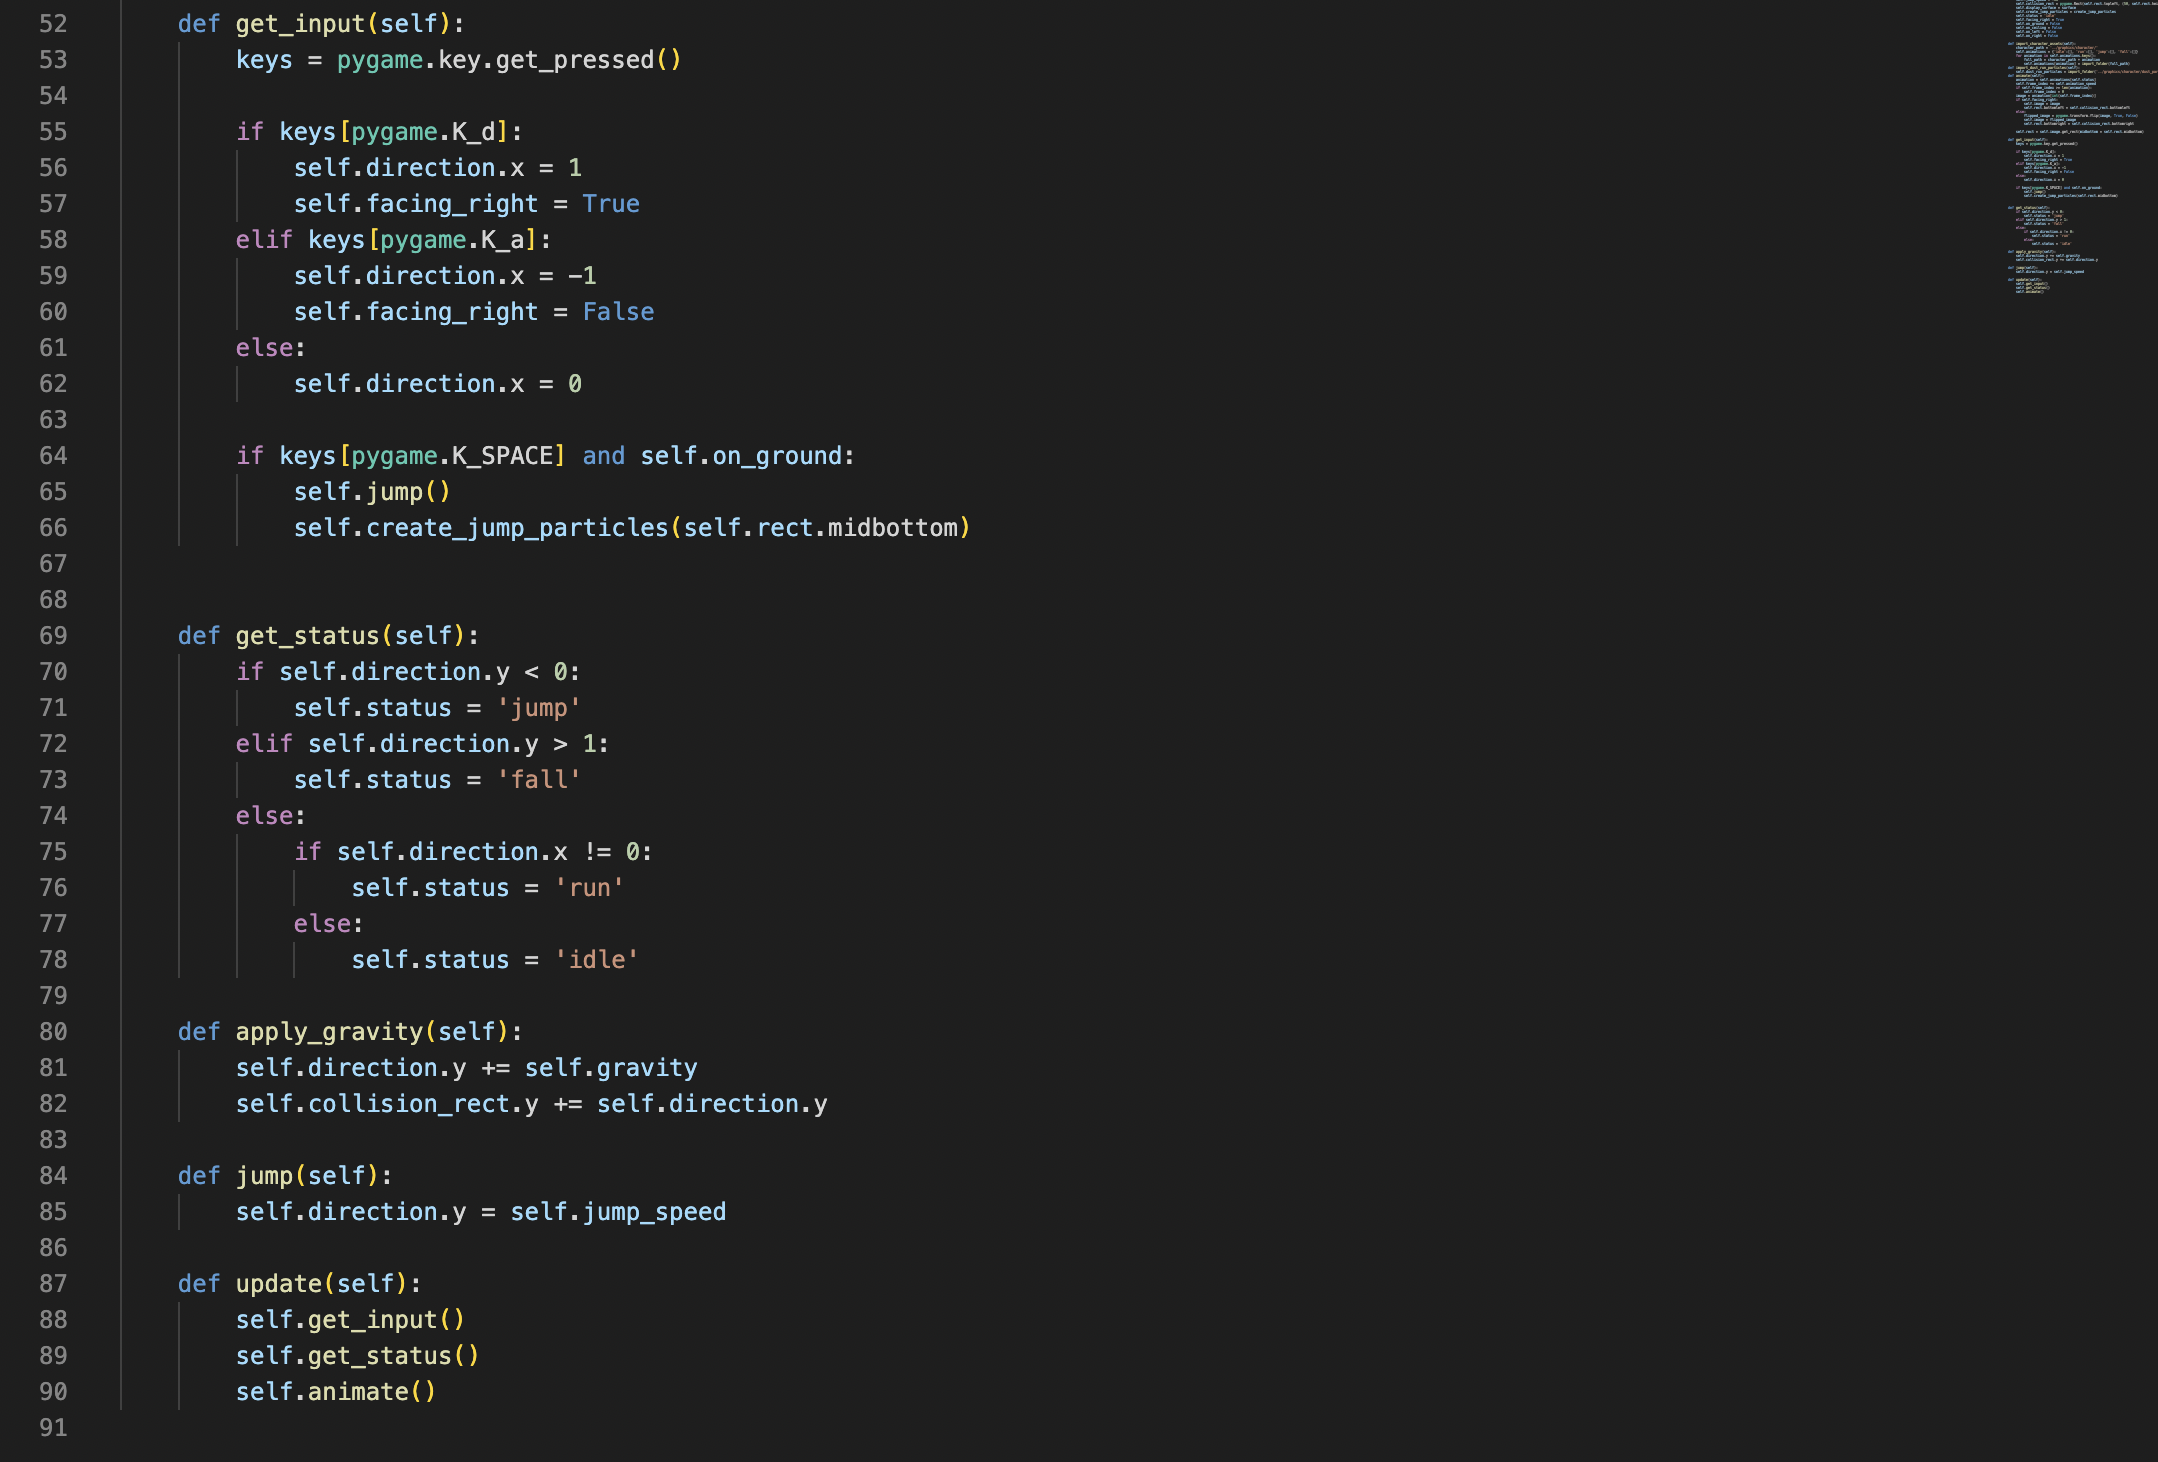 52 def get_input(self):
53 keys = pygame.key.get_pressed()
54
55 if keys[pygame.K_d]:
56 self.direction.x = 1
57 self.facing_right = True
58 elif keys[pygame.K_a]:
59 self.direction.x = -1
60 self.facing_right = False
61 else:
62 self.direction.x = 0
63
64 if keys[pygame.K_SPACE] and self.on_ground:
65 self.jump()
66 self.create_jump_particles(self.rect.midbottom)
67
68
69 def get_status(self):
70 if self.direction.y < 0:
71 self.status = 'jump'
72 elif self.direction.y > 1:
73 self.status = 'fall'
74 else:
75 if self.direction.x != 0:
76 self.status = 'run'
77 else:
78 self.status = 'idle'
79
80 def apply_gravity(self):
81 self.direction.y += self.gravity
82 self.collision_rect.y += self.direction.y
83
84 def jump(self):
85 self.direction.y = self.jump_speed
86
87 def update(self):
88 self.get_input()
89 self.get_status()
90 self.animate()
91